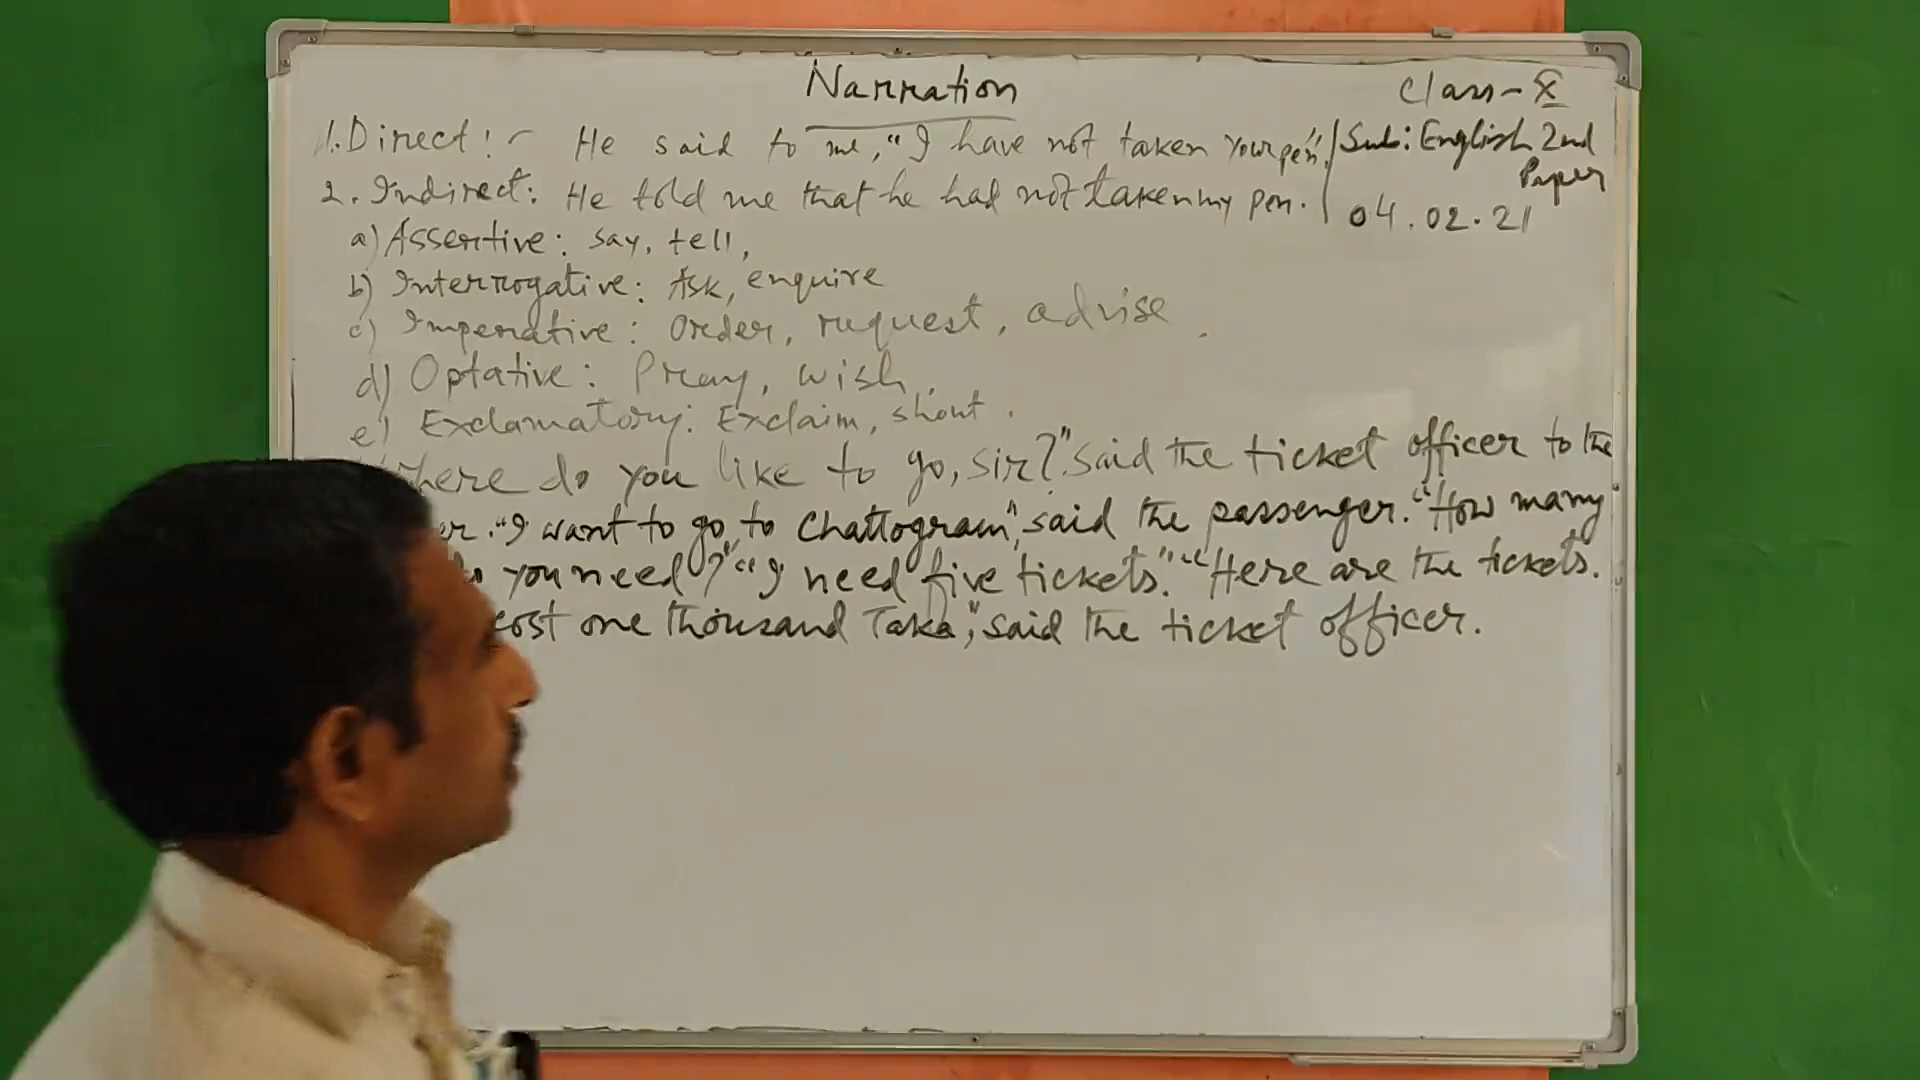 Narration
Class - X
1. Direct :- He said to me, "I have not taken your pen".
Sub: English 2nd
Paper
2. Indirect: He told me that he had not taken my pen.
04.02.21
a) Assertive: say, tell,
b) Interrogative: Ask, enquire
c) Imperative: Order, request, advise
d) Optative: Pray, wish,
e) Exclamatory: Exclaim, shout.
do you like to go, sir?" said the ticket officer to the
"I want to go to Chattogram", said the passenger. "How many
you need?" "I need five tickets." "Here are the tickets.
cost one thousand Taka," said the ticket officer.